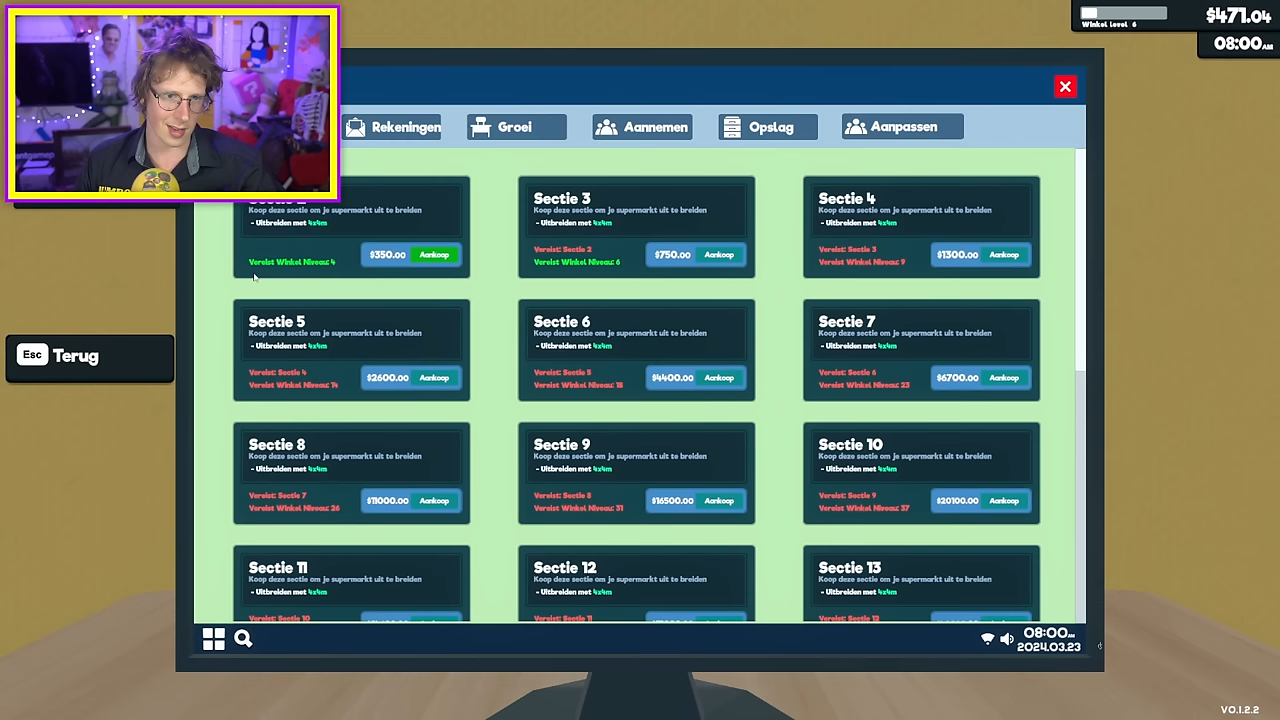 $471.04
Winkel level 6
08:00AM
Rekeningen
Groei
Aannemen
Opslag
Aanpassen
Koop deze sectie om je supermarkt uit te breiden
- Uitbreiden met 4x4m
Vereist Winkel Niveau: 4
$350.00
Aankoop
Sectie 3
Koop deze sectie om je supermarkt uit te breiden
- Uitbreiden met 4x4m
Vereist: Sectie 2
Vereist Winkel Niveau: 6
$750.00
Aankoop
Sectie 4
Koop deze sectie om je supermarkt uit te breiden
- Uitbreiden met 4x4m
Vereist: Sectie 3
Vereist Winkel Niveau: 9
$1300.00
Aankoop
Sectie 5
Koop deze sectie om je supermarkt uit te breiden
- Uitbreiden met 4x4m
Vereist: Sectie 4
Vereist Winkel Niveau: 14
$2600.00
Aankoop
Sectie 6
Koop deze sectie om je supermarkt uit te breiden
- Uitbreiden met 4x4m
Vereist: Sectie 5
Vereist Winkel Niveau: 18
$4400.00
Aankoop
Sectie 7
Koop deze sectie om je supermarkt uit te breiden
- Uitbreiden met 4x4m
Vereist: Sectie 6
Vereist Winkel Niveau: 23
$6700.00
Aankoop
Esc Terug
Sectie 8
Koop deze sectie om je supermarkt uit te breiden
- Uitbreiden met 4x4m
Vereist: Sectie 7
Vereist Winkel Niveau: 26
$11000.00
Aankoop
Sectie 9
Koop deze sectie om je supermarkt uit te breiden
- Uitbreiden met 4x4m
Vereist: Sectie 8
Vereist Winkel Niveau: 31
$16500.00
Aankoop
Sectie 10
Koop deze sectie om je supermarkt uit te breiden
- Uitbreiden met 4x4m
Vereist: Sectie 9
Vereist Winkel Niveau: 37
$20100.00
Aankoop
Sectie 11
Koop deze sectie om je supermarkt uit te breiden
- Uitbreiden met 4x4m
Vereist: Sectie 10
Sectie 12
Koop deze sectie om je supermarkt uit te breiden
- Uitbreiden met 4x4m
Vereist: Sectie 11
Sectie 13
Koop deze sectie om je supermarkt uit te breiden
- Uitbreiden met 4x4m
Vereist: Sectie 12
08:00AM
2024.03.23
V0.1.2.2